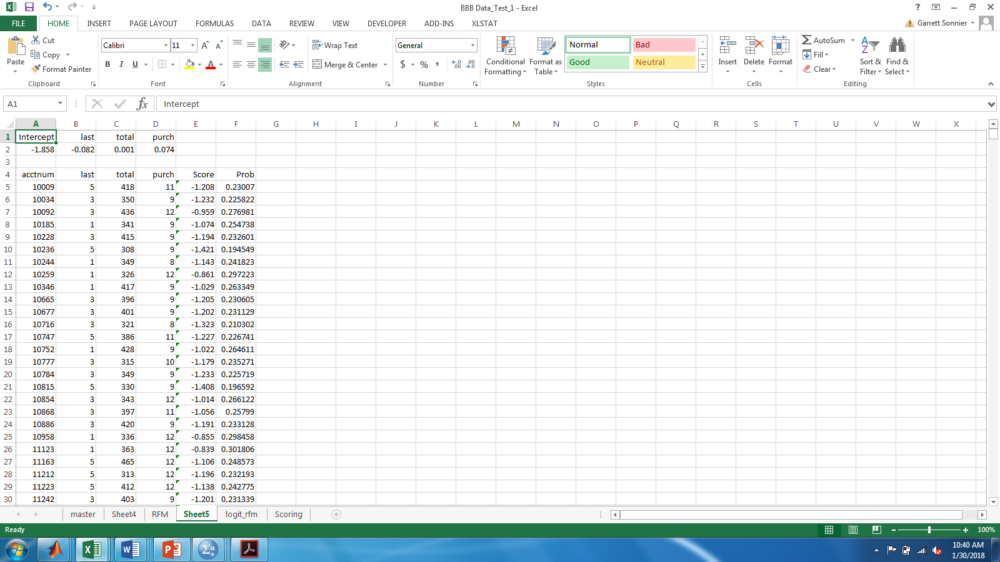 BBB Data_Test_1 - Excel
FILE HOME INSERT PAGE LAYOUT FORMULAS DATA REVIEW VIEW DEVELOPER ADD-INS XLSTAT Garrett Sonnier
Paste Cut Copy Format Painter
Calibri 11
B I U
Wrap Text
Merge & Center
General
$ % ,
Conditional Formatting
Format as Table
Normal Bad
Good Neutral
Insert Delete Format
AutoSum
Fill
Clear
Sort & Filter
Find & Select
Clipboard Font Alignment Number Styles Cells Editing
A1 fx Intercept
A B C D E F G H I J K L M N O P Q R S T U V W X
1 Intercept last total purch
2 -1.858 -0.082 0.001 0.074
3
4 acctnum last total purch Score Prob
5 10009 5 418 11 -1.208 0.23007
6 10034 3 350 9 -1.232 0.225822
7 10092 3 436 12 -0.959 0.276981
8 10185 1 341 9 -1.074 0.254738
9 10228 3 415 9 -1.194 0.232601
10 10236 5 308 9 -1.421 0.194549
11 10244 1 349 8 -1.143 0.241823
12 10259 1 326 12 -0.861 0.297223
13 10346 1 417 9 -1.029 0.263349
14 10665 3 396 9 -1.205 0.230605
15 10677 3 401 9 -1.202 0.231129
16 10716 3 321 8 -1.323 0.210302
17 10747 5 386 11 -1.227 0.226741
18 10752 1 428 9 -1.022 0.264611
19 10777 3 315 10 -1.179 0.235271
20 10784 3 349 9 -1.233 0.225719
21 10815 5 330 9 -1.408 0.196592
22 10854 3 343 12 -1.014 0.266122
23 10868 3 397 11 -1.056 0.25799
24 10886 3 420 9 -1.191 0.233128
25 10958 1 336 12 -0.855 0.298458
26 11123 1 363 12 -0.839 0.301806
27 11163 5 465 12 -1.106 0.248573
28 11212 5 313 12 -1.196 0.232193
29 11223 5 412 12 -1.138 0.242775
30 11242 3 403 9 -1.201 0.231339
master Sheet4 RFM Sheet5 logit_rfm Scoring
Ready 100%
10:40 AM
1/30/2018